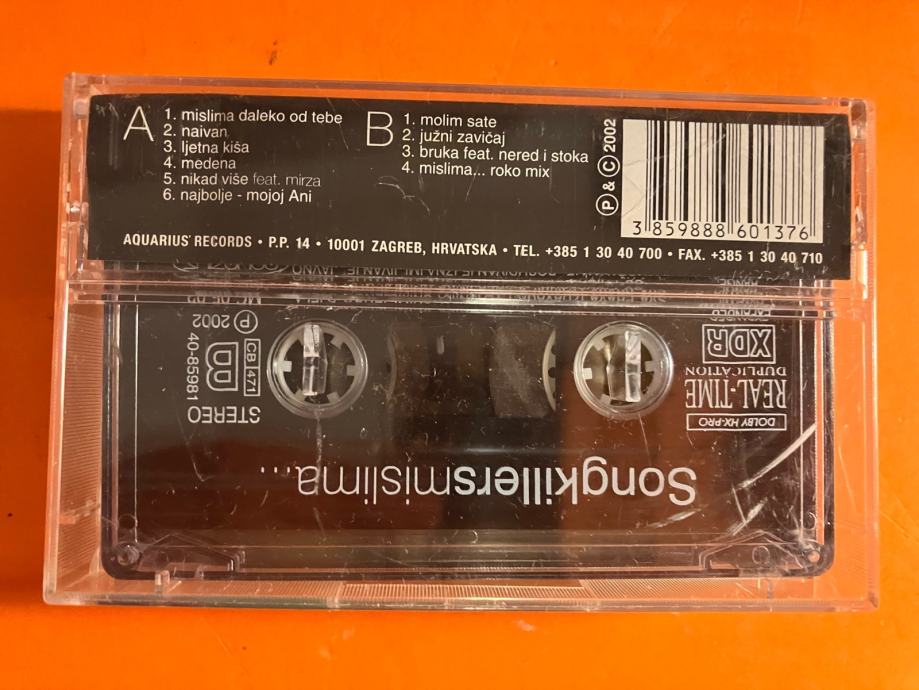 A
1. mislima daleko od tebe
2. naivan
3. ljetna kiša
4. medena
5. nikad više feat. mirza
6. najbolje - mojoj Ani
B
1. molim sate
2. južni zavičaj
3. bruka feat. nered i stoka
4. mislima... roko mix
℗ & © 2002
3 859888 601376
AQUARIUS RECORDS • P.P. 14 • 10001 ZAGREB, HRVATSKA • TEL. +385 1 30 40 700 • FAX. +385 1 30 40 710
Songkillersmislima...
STEREO
B
CB 1471
40-85981
℗ 2002
DOLBY HX-PRO
REAL-TIME
DUPLICATION
XDR
EXPANDED